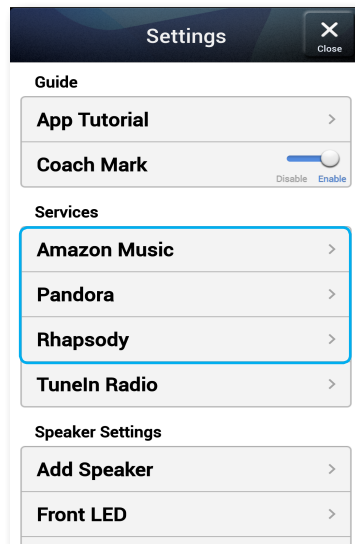 Settings
Close
Guide
App Tutorial
Coach Mark
Disable Enable
Services
Amazon Music
Pandora
Rhapsody
TuneIn Radio
Speaker Settings
Add Speaker
Front LED